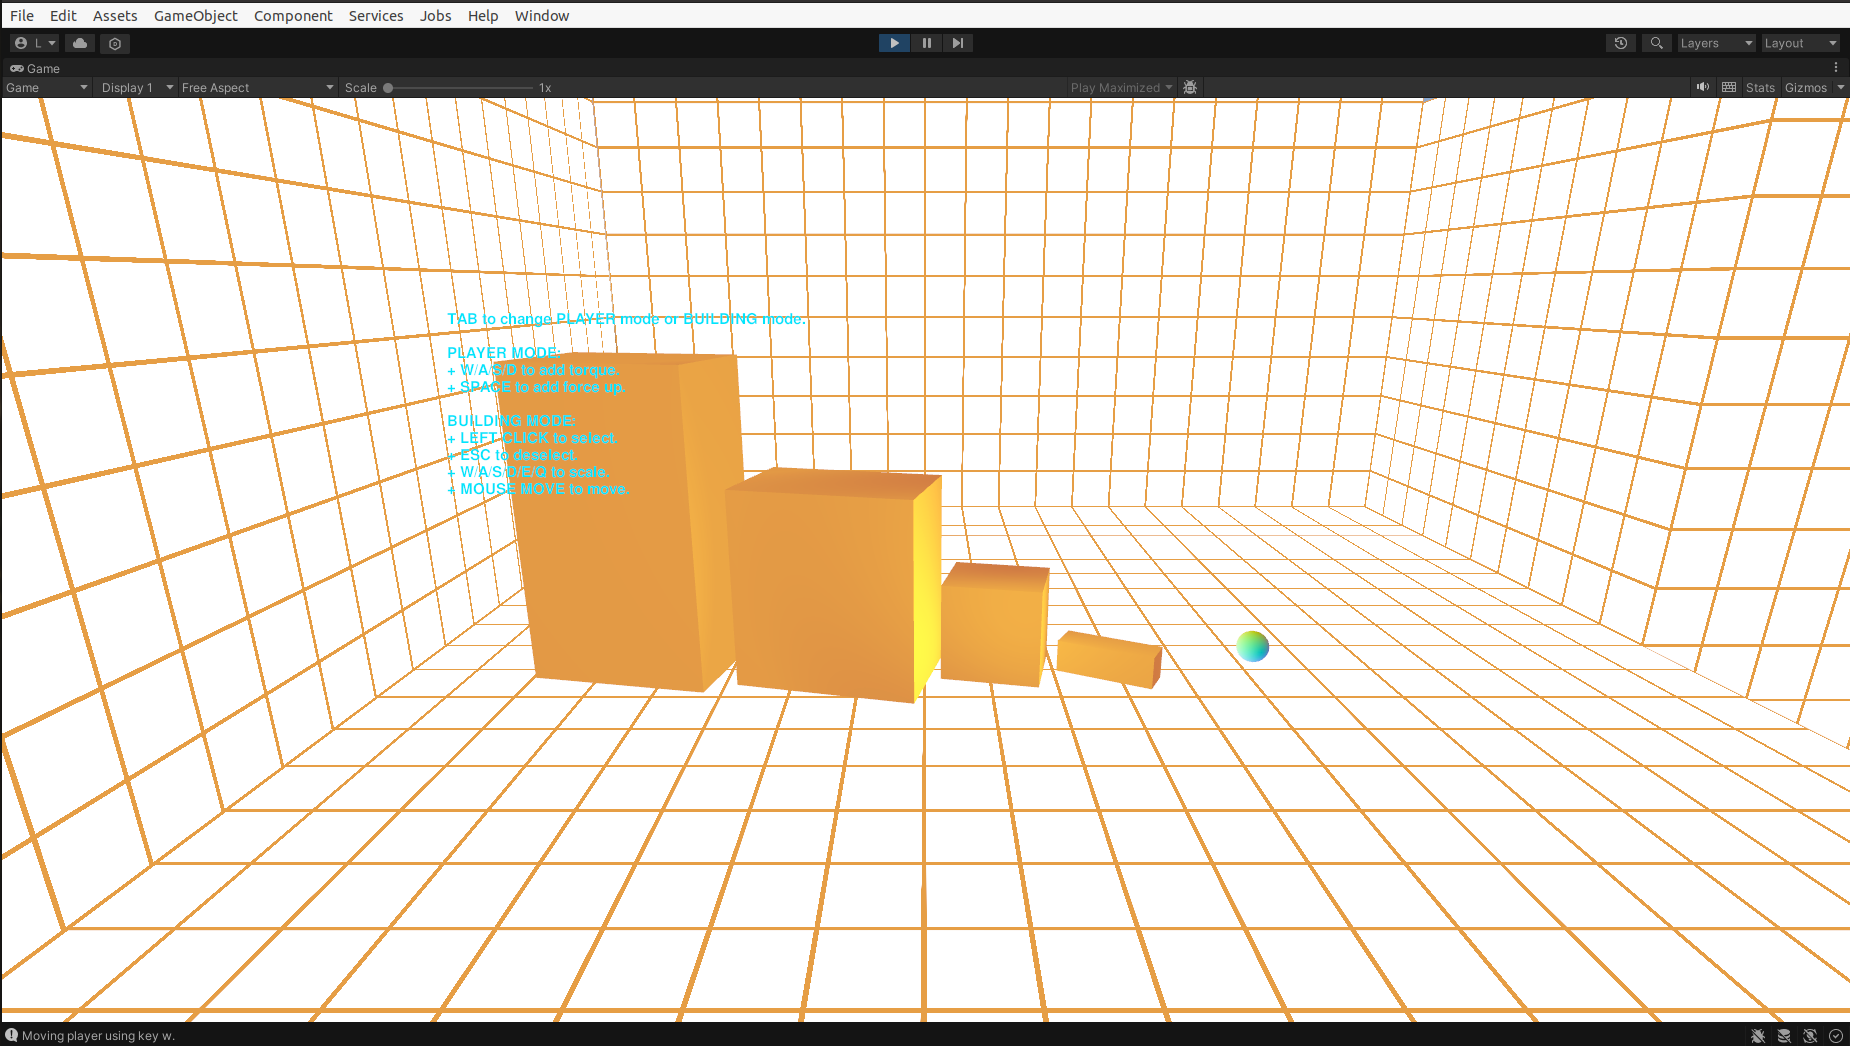 File Edit Assets GameObject Component Services Jobs Help Window
L Layers Layout
Game
Game Display 1 Free Aspect Scale 1x Play Maximized Stats Gizmos
TAB to change PLAYER mode or BUILDING mode.
PLAYER MODE:
+ W/A/S/D to add torque.
+ SPACE to add force up.
BUILDING MODE:
+ LEFT CLICK to select.
+ ESC to deselect.
+ W/A/S/D/E/Q to scale.
+ MOUSE MOVE to move.
Moving player using key w.